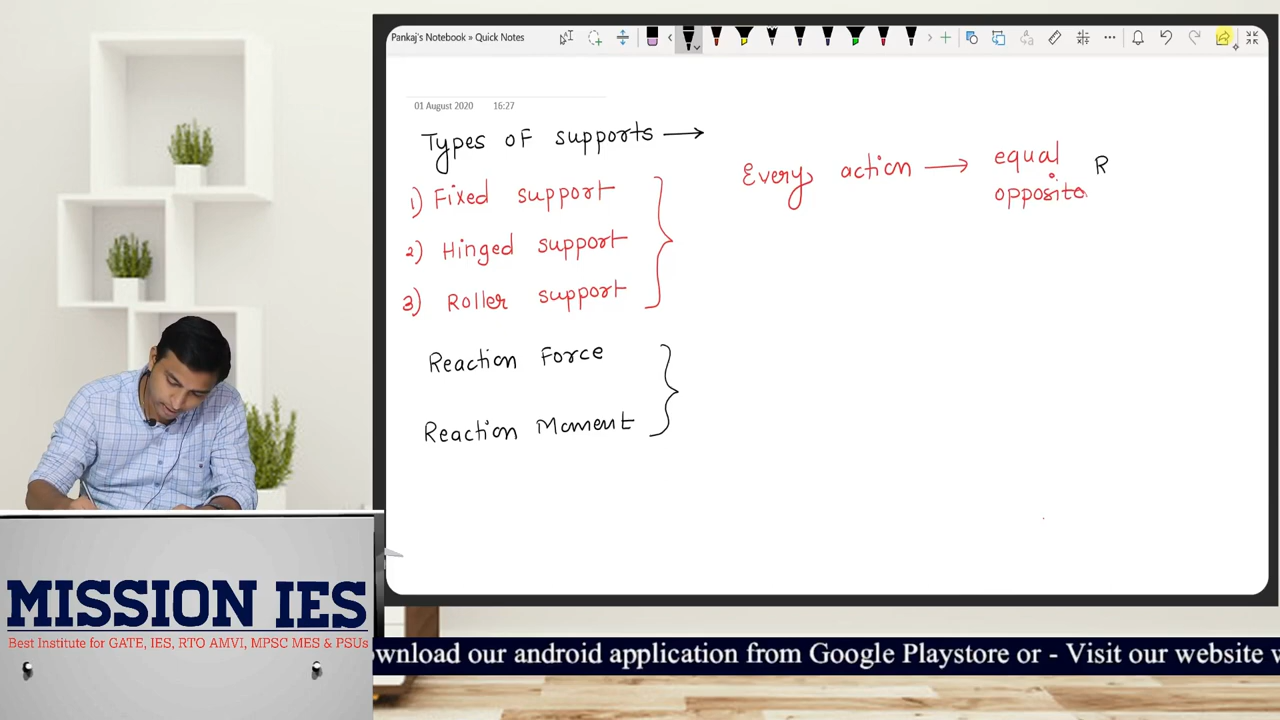 Pankaj's Notebook » Quick Notes
01 August 2020 16:27
Types of supports →
1) Fixed support
2) Hinged support
3) Roller support
Reaction Force
Reaction Moment
Every action → equal R
opposite
MISSION IES
Best Institute for GATE, IES, RTO AMVI, MPSC MES & PSUs
ownload our android application from Google Playstore or - Visit our website w